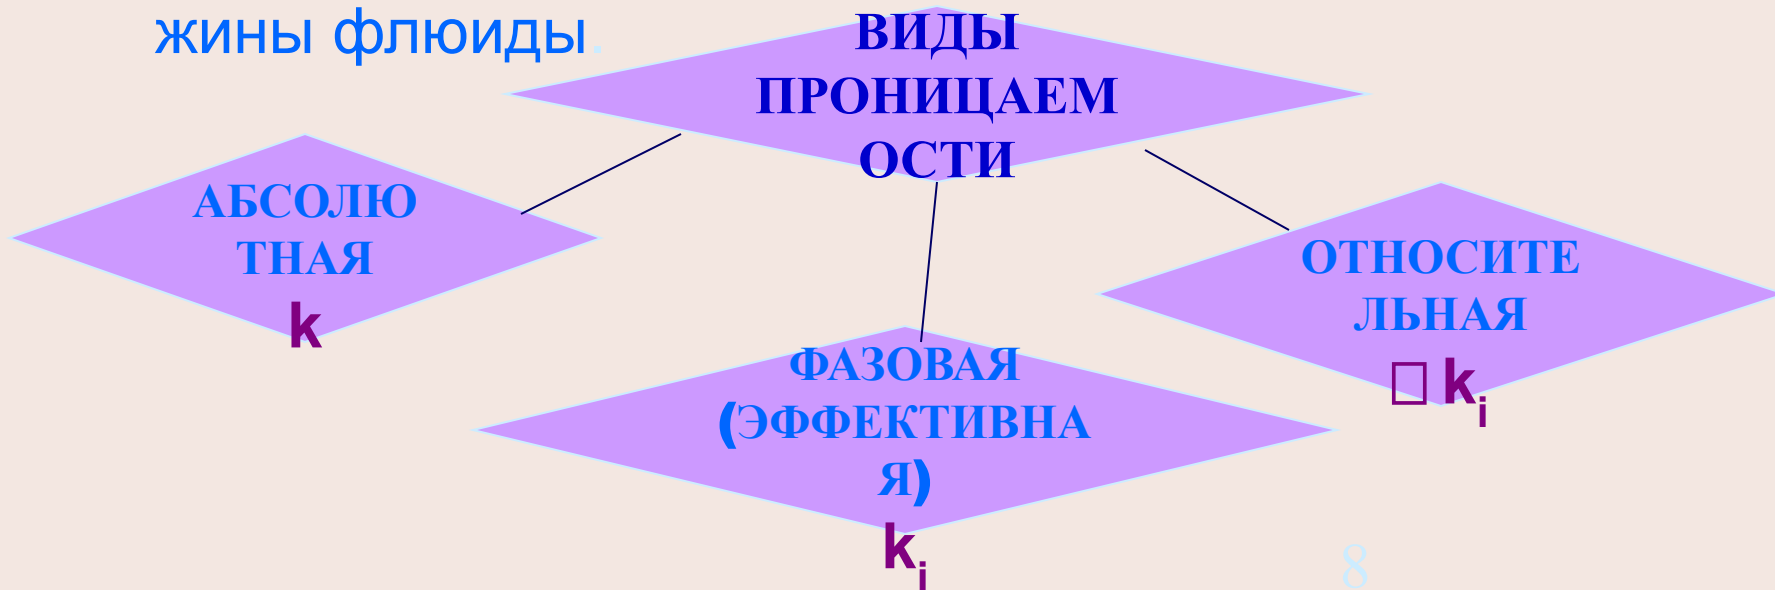 жины флюиды.
ВИДЫ
ПРОНИЦАЕМ
ОСТИ
АБСОЛЮ
ТНАЯ
k
ФАЗОВАЯ
(ЭФФЕКТИВНА
Я)
ki
ОТНОСИТЕ
ЛЬНАЯ
□ ki
8